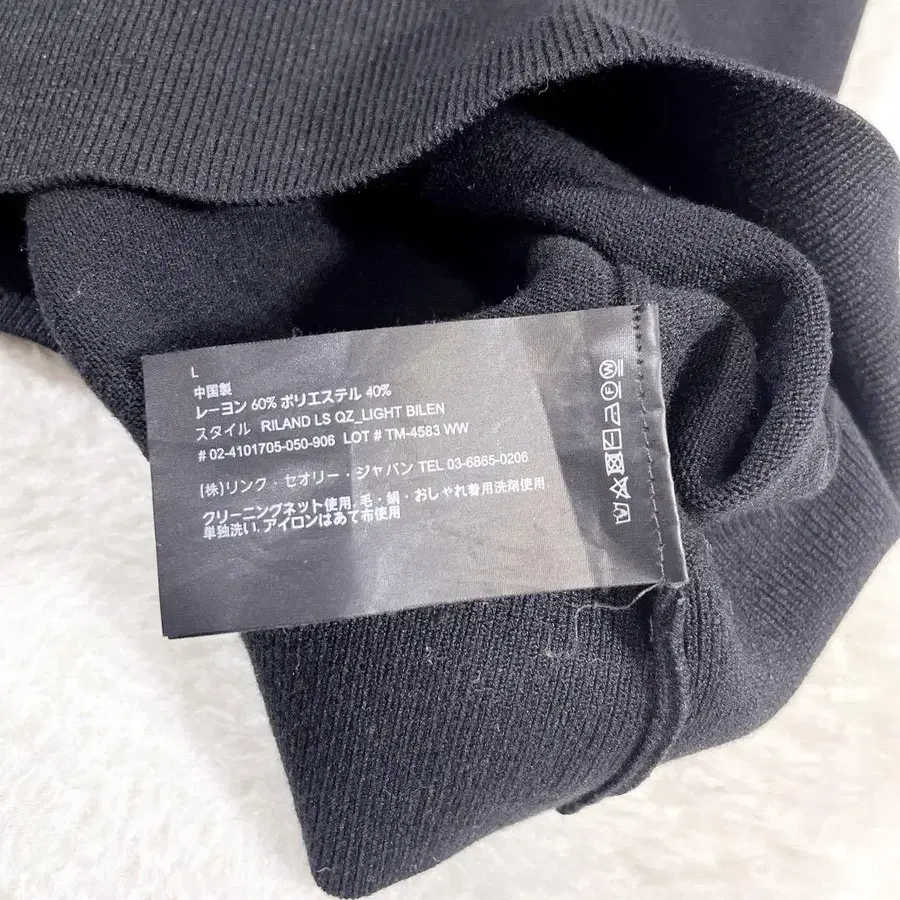 L
中国製
レーヨン 60% ポリエステル 40%
スタイル RILAND LS QZ_LIGHT BILEN
# 02-4101705-050-906 LOT # TM-4583 WW
(株)リンク・セオリー・ジャパン TEL 03-6865-0206
クリーニングネット使用, 毛・絹・おしゃれ着用洗剤使用
単独洗い, アイロンはあて布使用